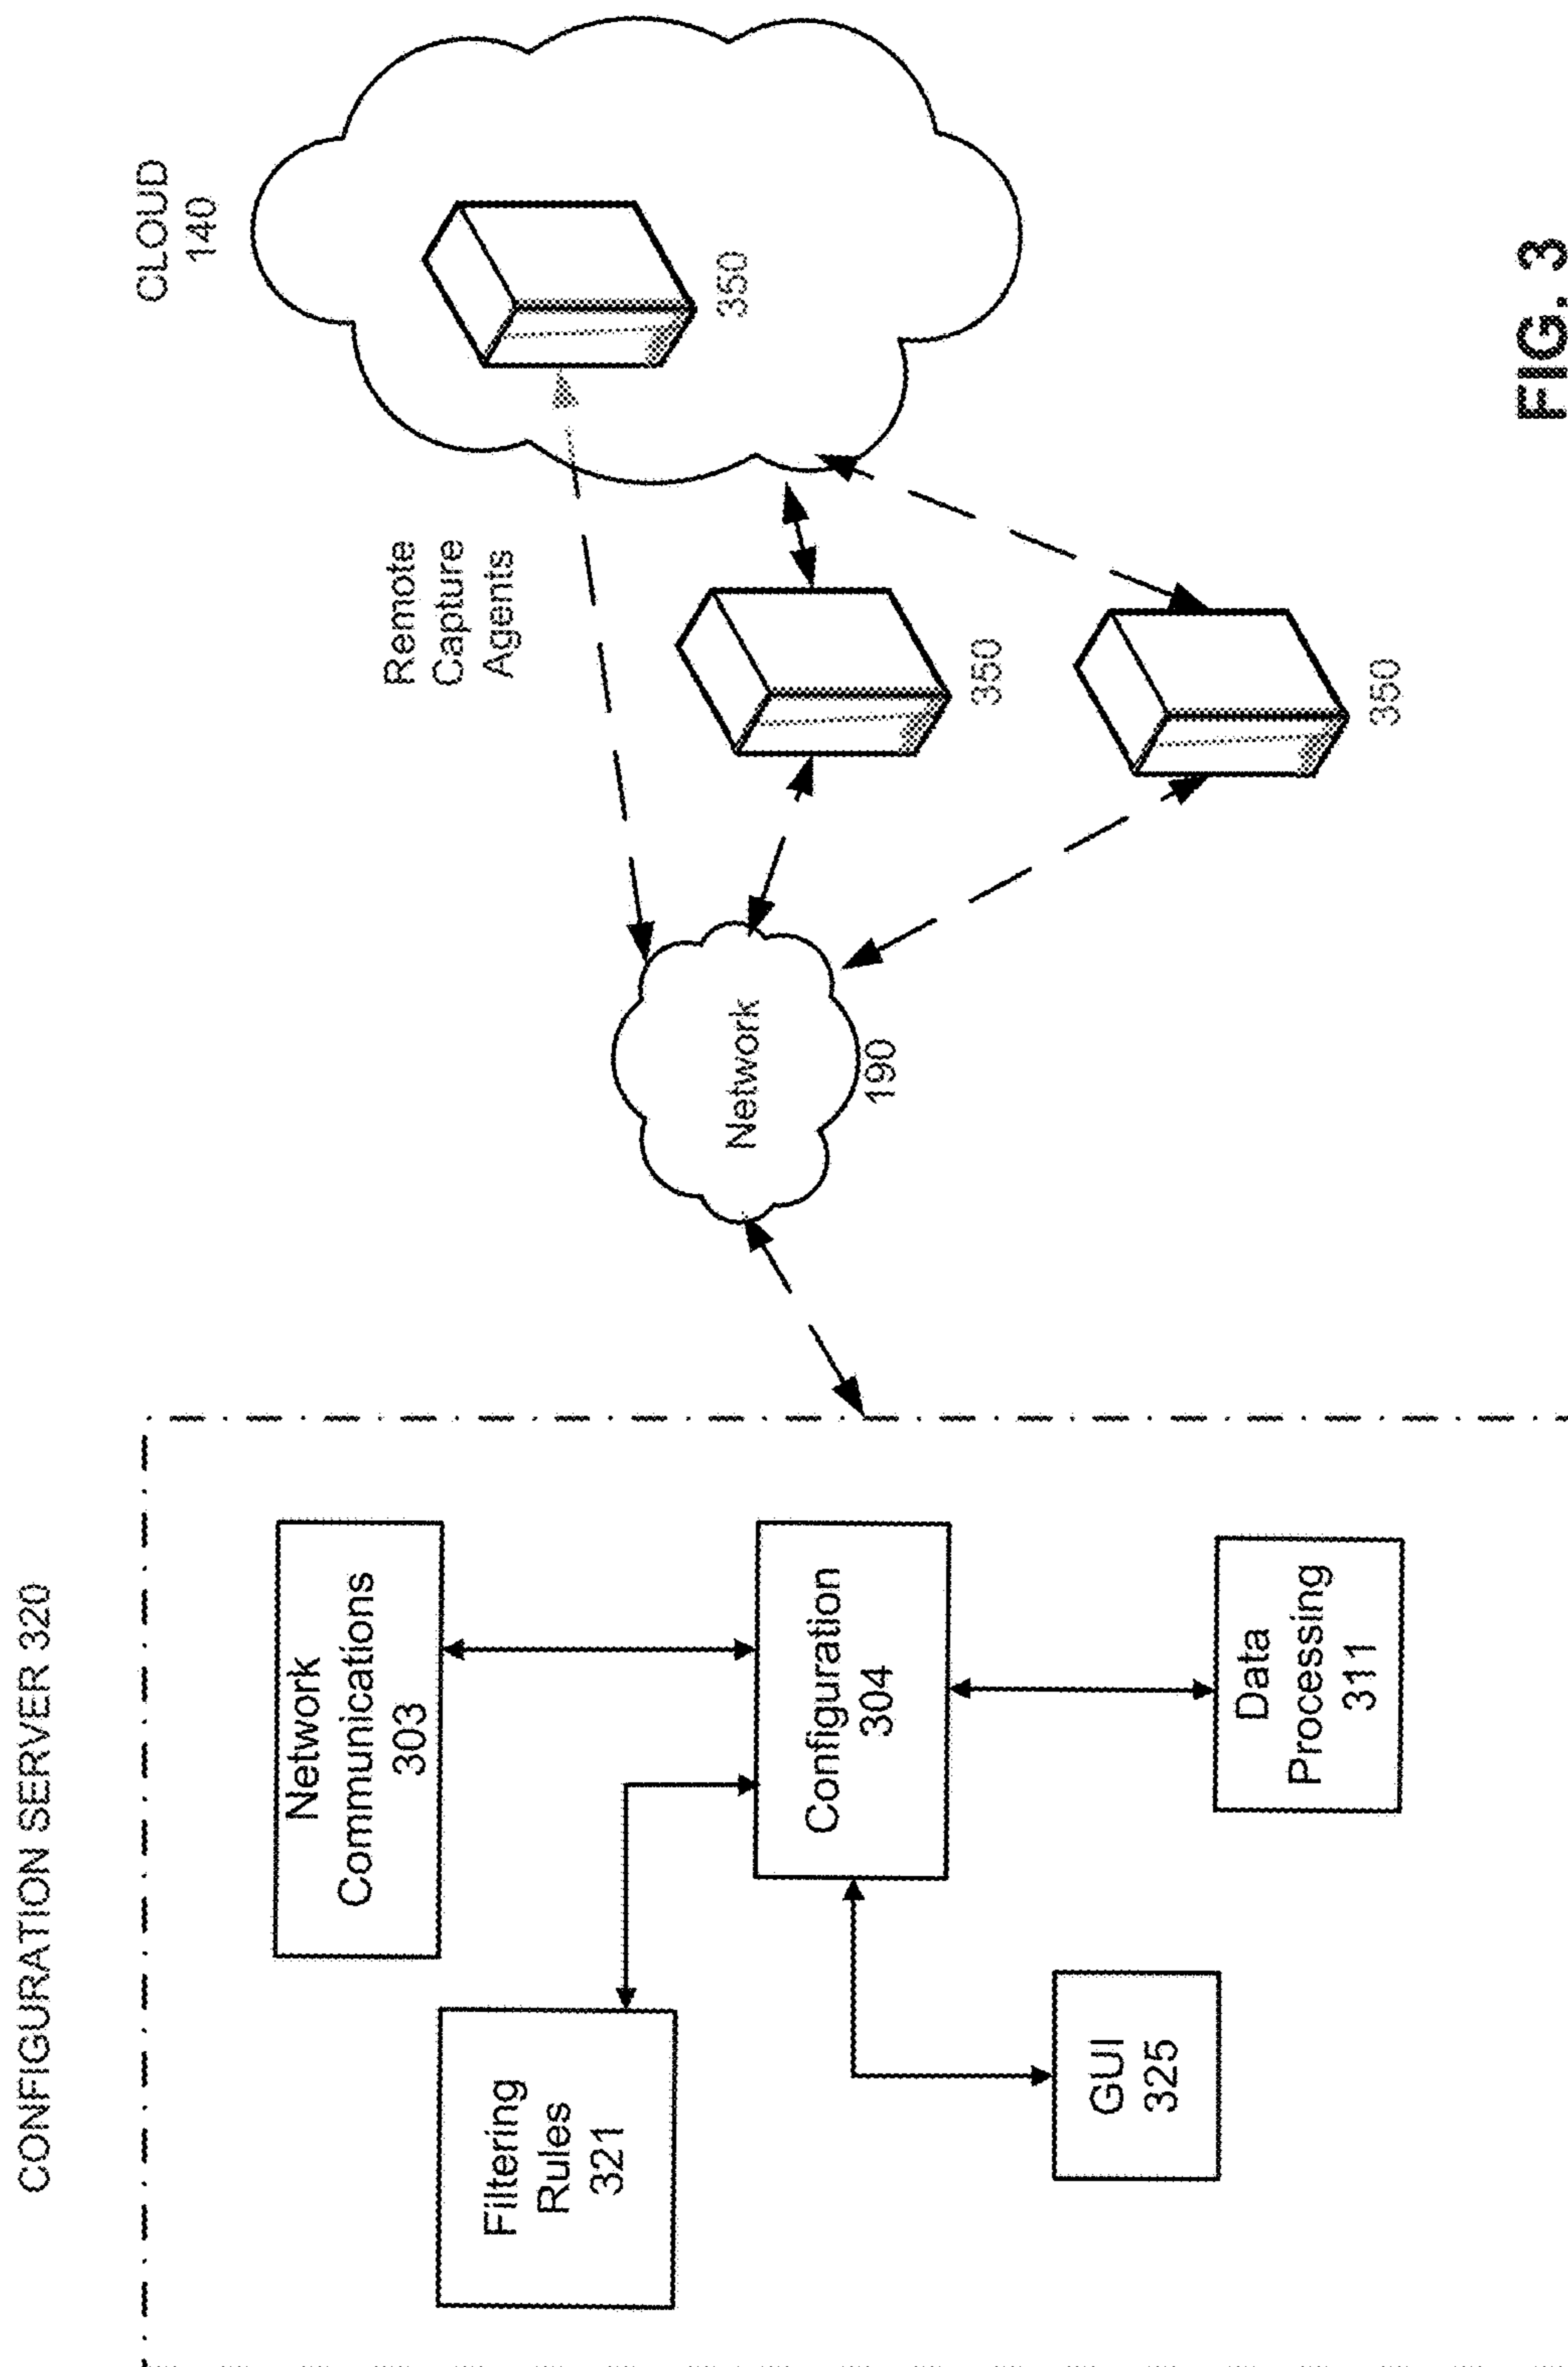 CONFIGURATION SERVER 320
Network
Communications
303
Filtering
Rules
321
Configuration
304
GUI
325
Data
Processing
311
Network
190
Remote
Capture
Agents
CLOUD
140
350
350
350
FIG. 3